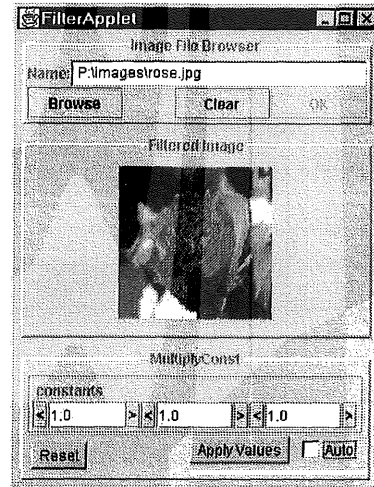 FilterApplet
Image File Browser
Name: P:\images\rose.jpg
Browse Clear OK
Filtered Image
MultiplyConst
constants
< 1.0 > < 1.0 > < 1.0 >
Reset Apply Values Auto